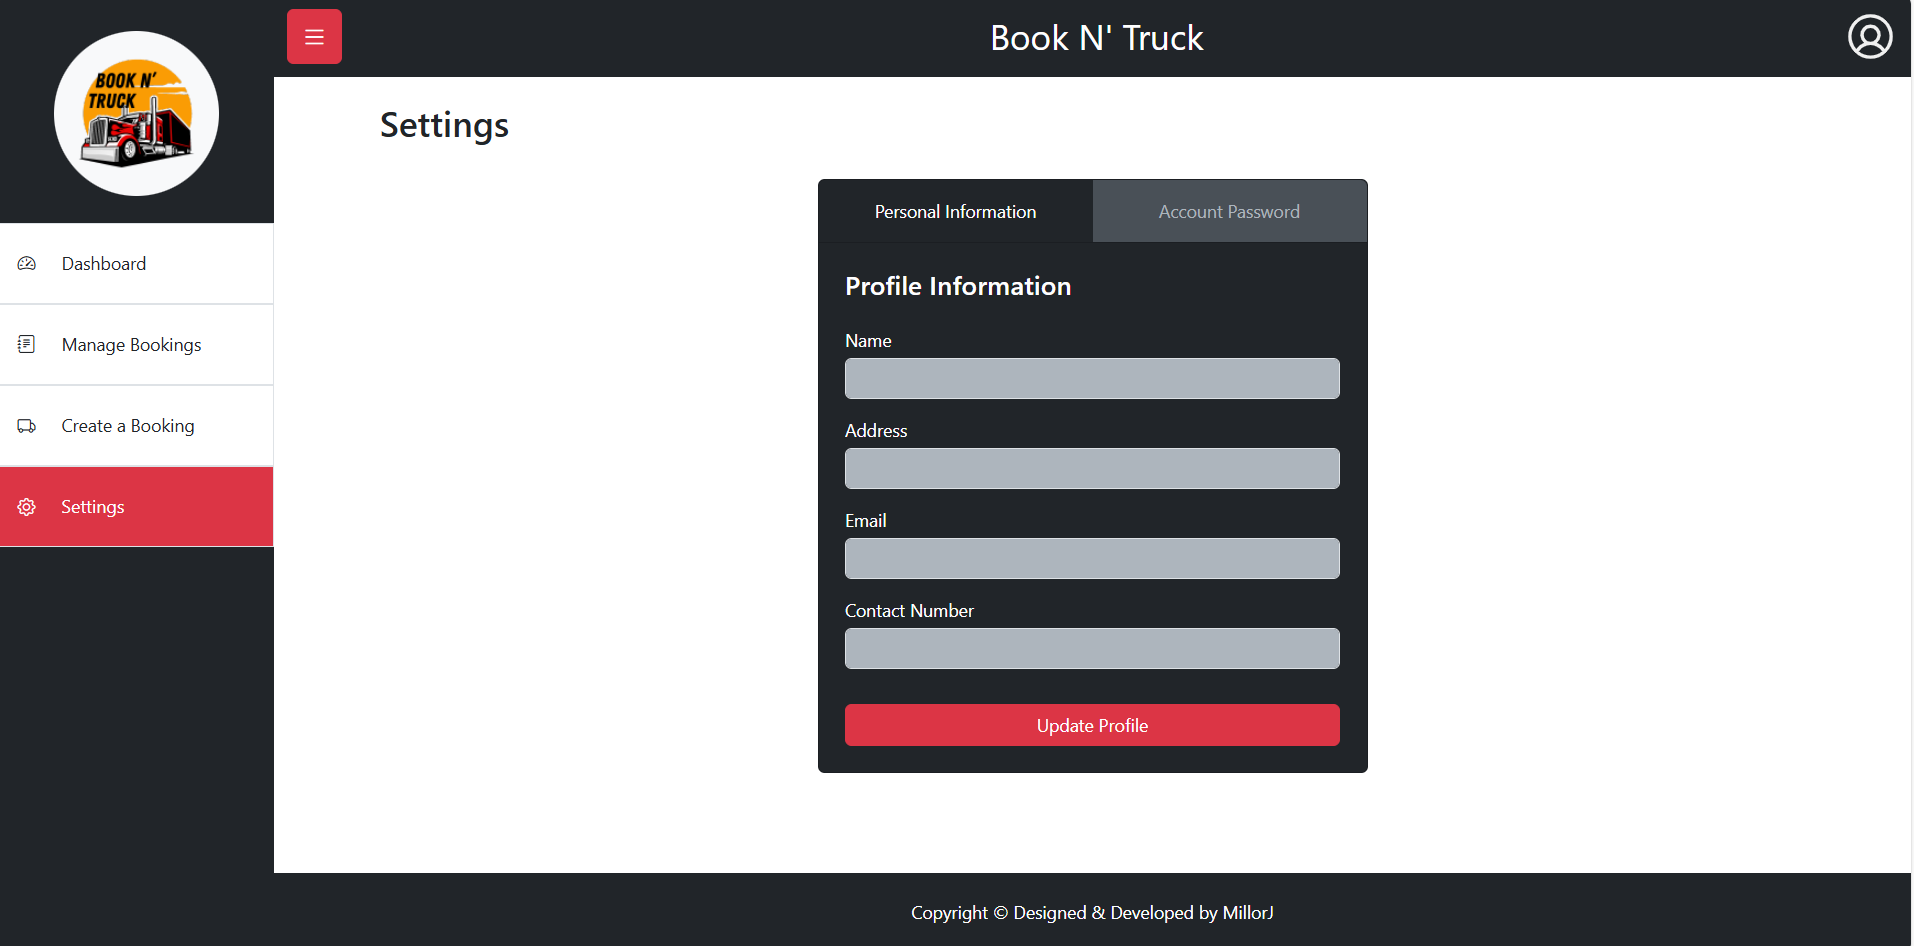 BOOK N'
TRUCK
Book N' Truck
Dashboard
Manage Bookings
Create a Booking
Settings
Settings
Personal Information
Account Password
Profile Information
Name
Address
Email
Contact Number
Update Profile
Copyright © Designed & Developed by MillorJ